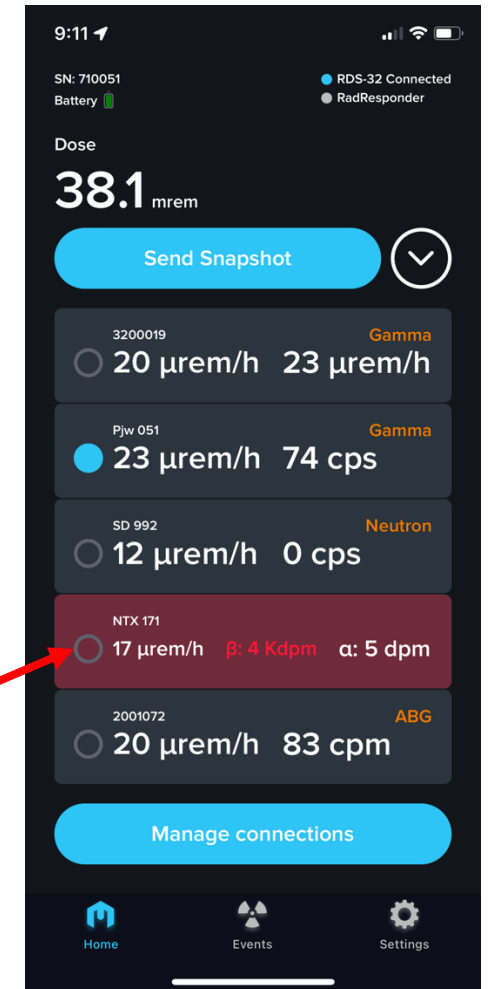 9:11
SN: 710051
RDS-32 Connected
Battery
RadResponder
Dose
38.1 mrem
Send Snapshot
3200019
Gamma
20 µrem/h 23 µrem/h
Pjw 051
Gamma
23 µrem/h 74 cps
SD 992
Neutron
12 µrem/h 0 cps
NTX 171
17 µrem/h β: 4 Kdpm α: 5 dpm
2001072
ABG
20 µrem/h 83 cpm
Manage connections
Home Events Settings